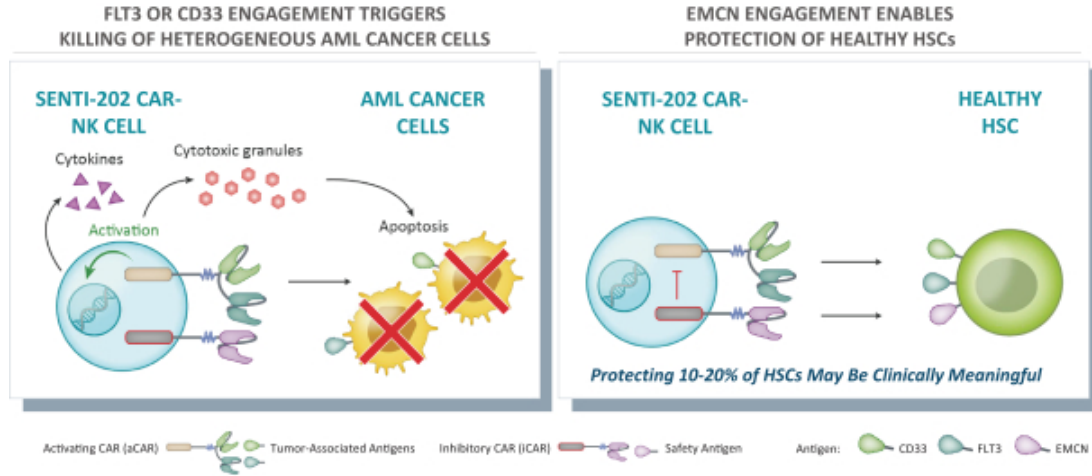 FLT3 OR CD33 ENGAGEMENT TRIGGERS
KILLING OF HETEROGENEOUS AML CANCER CELLS
SENTI-202 CAR-
NK CELL
AML CANCER
CELLS
Cytokines
Cytotoxic granules
Activation
Apoptosis
EMCN ENGAGEMENT ENABLES
PROTECTION OF HEALTHY HSCs
SENTI-202 CAR-
NK CELL
HEALTHY
HSC
Protecting 10-20% of HSCs May Be Clinically Meaningful
Activating CAR (aCAR)
Tumor-Associated Antigens
Inhibitory CAR (iCAR)
Safety Antigen
Antigen:
CD33
FLT3
EMCN